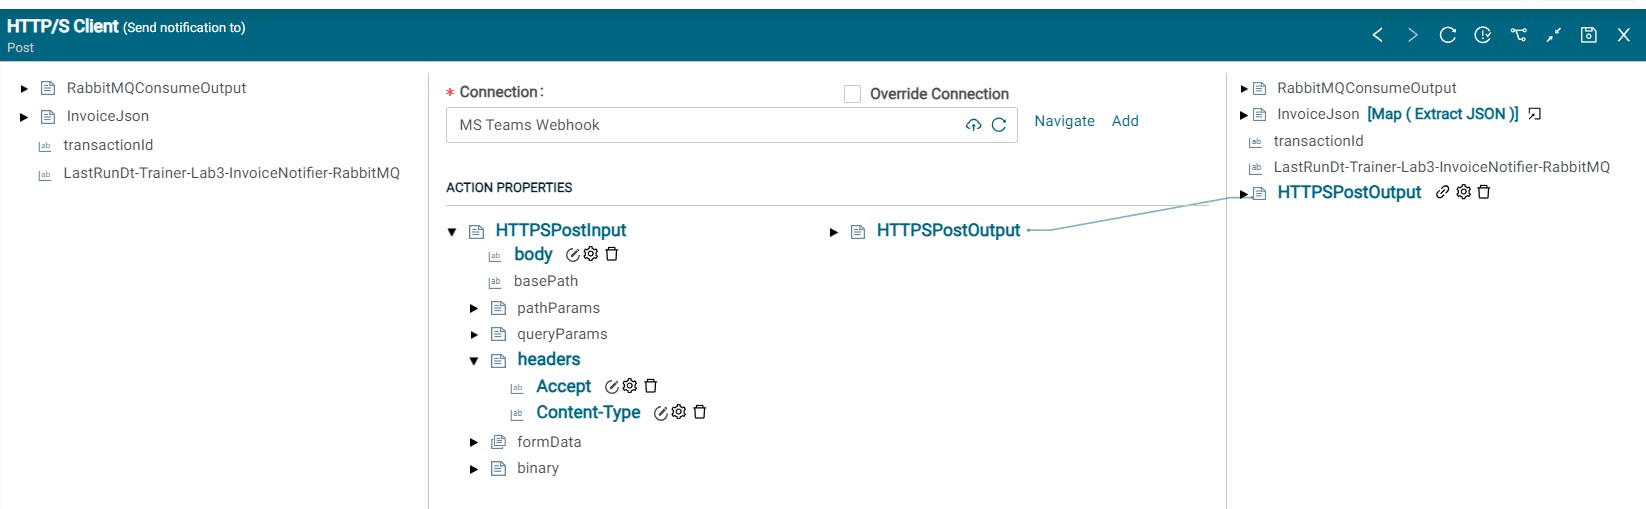 HTTP/S Client (Send notification to)
Post
RabbitMQConsumeOutput
InvoiceJson
transactionId
LastRunDt-Trainer-Lab3-InvoiceNotifier-RabbitMQ
* Connection :
Override Connection
MS Teams Webhook
Navigate Add
ACTION PROPERTIES
HTTPSPostInput
body
basePath
pathParams
queryParams
headers
Accept
Content-Type
formData
binary
HTTPSPostOutput
RabbitMQConsumeOutput
InvoiceJson [Map ( Extract JSON )]
transactionId
LastRunDt-Trainer-Lab3-InvoiceNotifier-RabbitMQ
HTTPSPostOutput